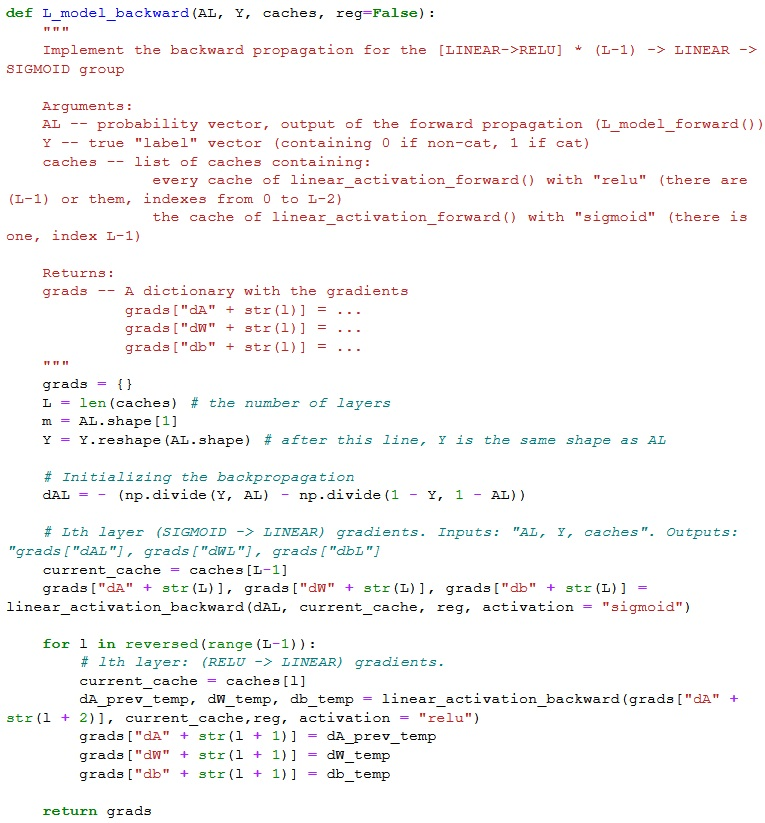 def L_model_backward(AL, Y, caches, reg=False):
    """
    Implement the backward propagation for the [LINEAR->RELU] * (L-1) -> LINEAR ->
SIGMOID group

    Arguments:
    AL -- probability vector, output of the forward propagation (L_model_forward())
    Y -- true "label" vector (containing 0 if non-cat, 1 if cat)
    caches -- list of caches containing:
                every cache of linear_activation_forward() with "relu" (there are
(L-1) or them, indexes from 0 to L-2)
                the cache of linear_activation_forward() with "sigmoid" (there is
one, index L-1)

    Returns:
    grads -- A dictionary with the gradients
             grads["dA" + str(l)] = ...
             grads["dW" + str(l)] = ...
             grads["db" + str(l)] = ...
    """
    grads = {}
    L = len(caches) # the number of layers
    m = AL.shape[1]
    Y = Y.reshape(AL.shape) # after this line, Y is the same shape as AL

    # Initializing the backpropagation
    dAL = - (np.divide(Y, AL) - np.divide(1 - Y, 1 - AL))

    # Lth layer (SIGMOID -> LINEAR) gradients. Inputs: "AL, Y, caches". Outputs:
"grads["dAL"], grads["dWL"], grads["dbL"]
    current_cache = caches[L-1]
    grads["dA" + str(L)], grads["dW" + str(L)], grads["db" + str(L)] =
linear_activation_backward(dAL, current_cache, reg, activation = "sigmoid")

    for l in reversed(range(L-1)):
        # lth layer: (RELU -> LINEAR) gradients.
        current_cache = caches[l]
        dA_prev_temp, dW_temp, db_temp = linear_activation_backward(grads["dA" +
str(l + 2)], current_cache,reg, activation = "relu")
        grads["dA" + str(l + 1)] = dA_prev_temp
        grads["dW" + str(l + 1)] = dW_temp
        grads["db" + str(l + 1)] = db_temp

    return grads